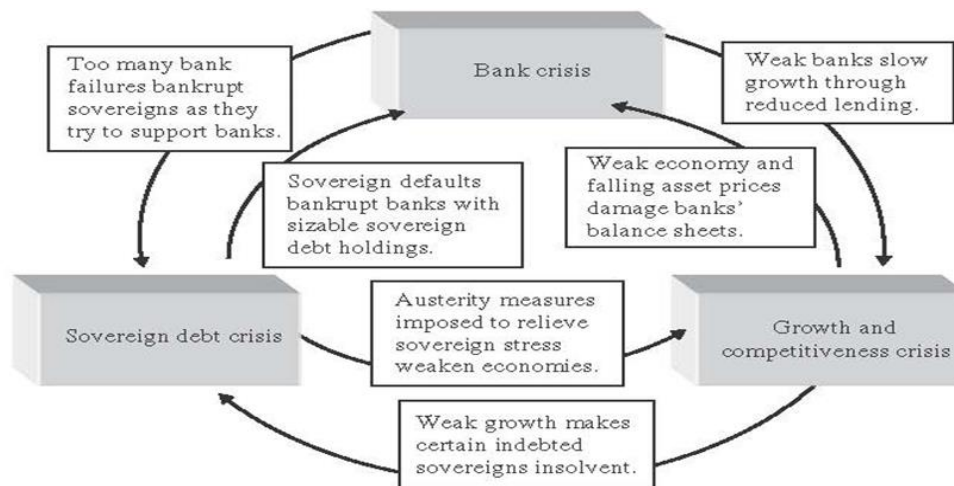 Too many bank
failures bankrupt
sovereigns as they
try to support banks.
Bank crisis
Weak banks slow
growth through
reduced lending.
Sovereign defaults
bankrupt banks with
sizable sovereign
debt holdings.
Weak economy and
falling asset prices
damage banks’
balance sheets.
Sovereign debt crisis
Austerity measures
imposed to relieve
sovereign stress
weaken economies.
Growth and
competitiveness crisis
Weak growth makes
certain indebted
sovereigns insolvent.